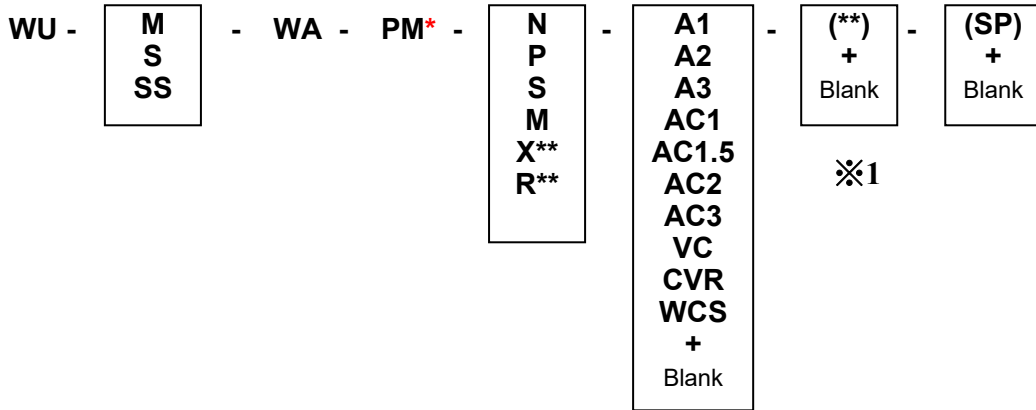 WU - M - WA - PM* - N - A1 - (**) - (SP)
S P A2 + +
SS S A3 Blank Blank
M AC1
X** AC1.5 ※1
R** AC2
AC3
VC
CVR
WCS
+
Blank